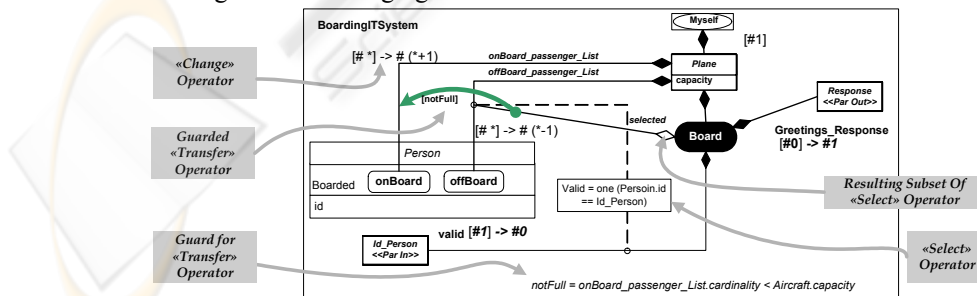 BoardingITSystem
Myself
[#1]
«Change»
Operator
[# *] -> # (*+1)
onBoard_passenger_List
offBoard_passenger_List
Plane
capacity
Response
<<Par Out>>
[notFull]
[# *] -> # (*-1)
selected
Board
Greetings_Response
[#0] -> #1
Guarded
«Transfer»
Operator
Person
Boarded
onBoard
offBoard
id
Valid = one (Persoin.id
== Id_Person)
Resulting Subset Of
«Select» Operator
valid [#1] -> #0
Guard for
«Transfer»
Operator
Id_Person
<<Par In>>
«Select»
Operator
notFull = onBoard_passenger_List.cardinality < Aircraft.capacity